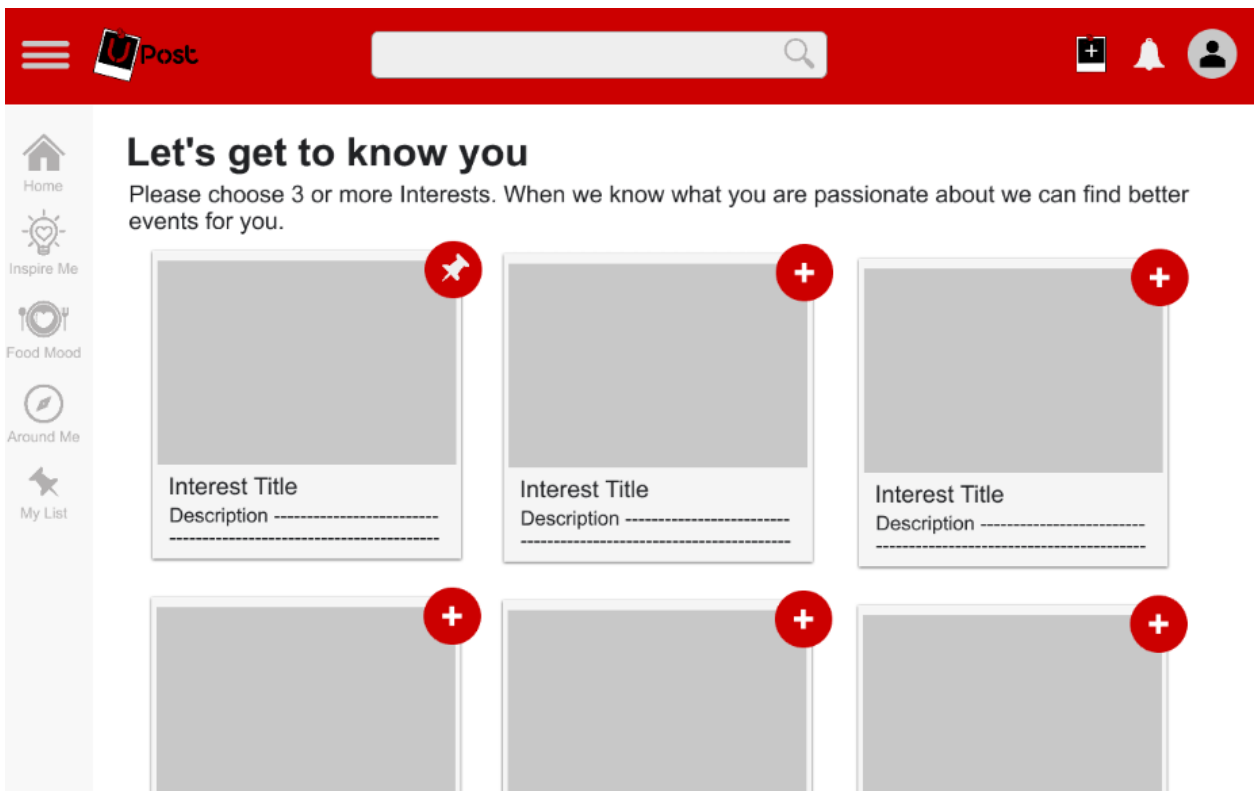 U Post
Let's get to know you
Please choose 3 or more Interests. When we know what you are passionate about we can find better
events for you.
Home
Inspire Me
Food Mood
Around Me
My List
Interest Title
Description -------------------------
-----------------------------------------
Interest Title
Description -------------------------
-----------------------------------------
Interest Title
Description -------------------------
-----------------------------------------